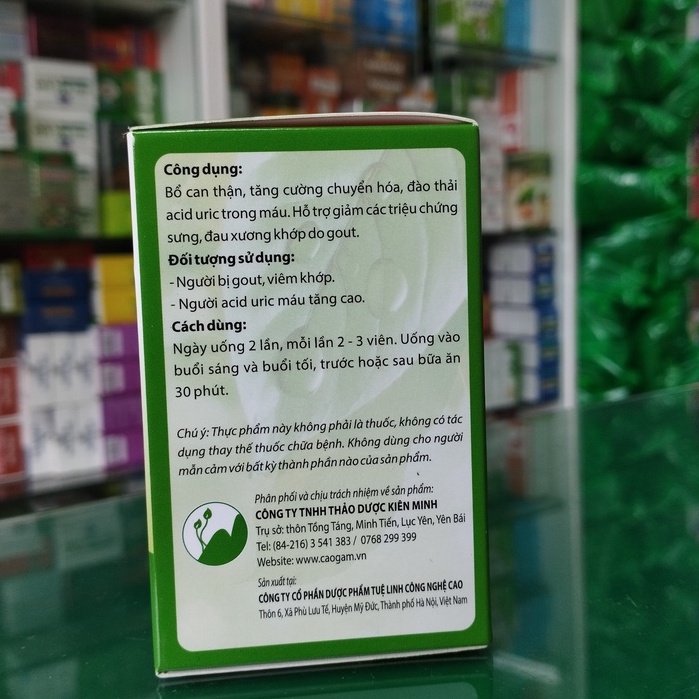 Công dụng:
Bổ can thận, tăng cường chuyển hóa, đào thải
acid uric trong máu. Hỗ trợ giảm các triệu chứng
sưng, đau xương khớp do gout.
Đối tượng sử dụng:
- Người bị gout, viêm khớp.
- Người acid uric máu tăng cao.
Cách dùng:
Ngày uống 2 lần, mỗi lần 2 - 3 viên. Uống vào
buổi sáng và buổi tối, trước hoặc sau bữa ăn
30 phút.
Chú ý: Thực phẩm này không phải là thuốc, không có tác
dụng thay thế thuốc chữa bệnh. Không dùng cho người
mẫn cảm với bất kỳ thành phần nào của sản phẩm.
Phân phối và chịu trách nhiệm về sản phẩm:
CÔNG TY TNHH THẢO DƯỢC KIÊN MINH
Trụ sở: thôn Tông Táng, Minh Tiến, Lục Yên, Yên Bái
Tel: (84-216) 3 541 383 / 0768 299 399
Website: www.caogam.vn
Sản xuất tại:
CÔNG TY CỔ PHẦN DƯỢC PHẨM TUỆ LINH CÔNG NGHỆ CAO
Thôn 6, Xã Phù Lưu Tế, Huyện Mỹ Đức, Thành phố Hà Nội, Việt Nam